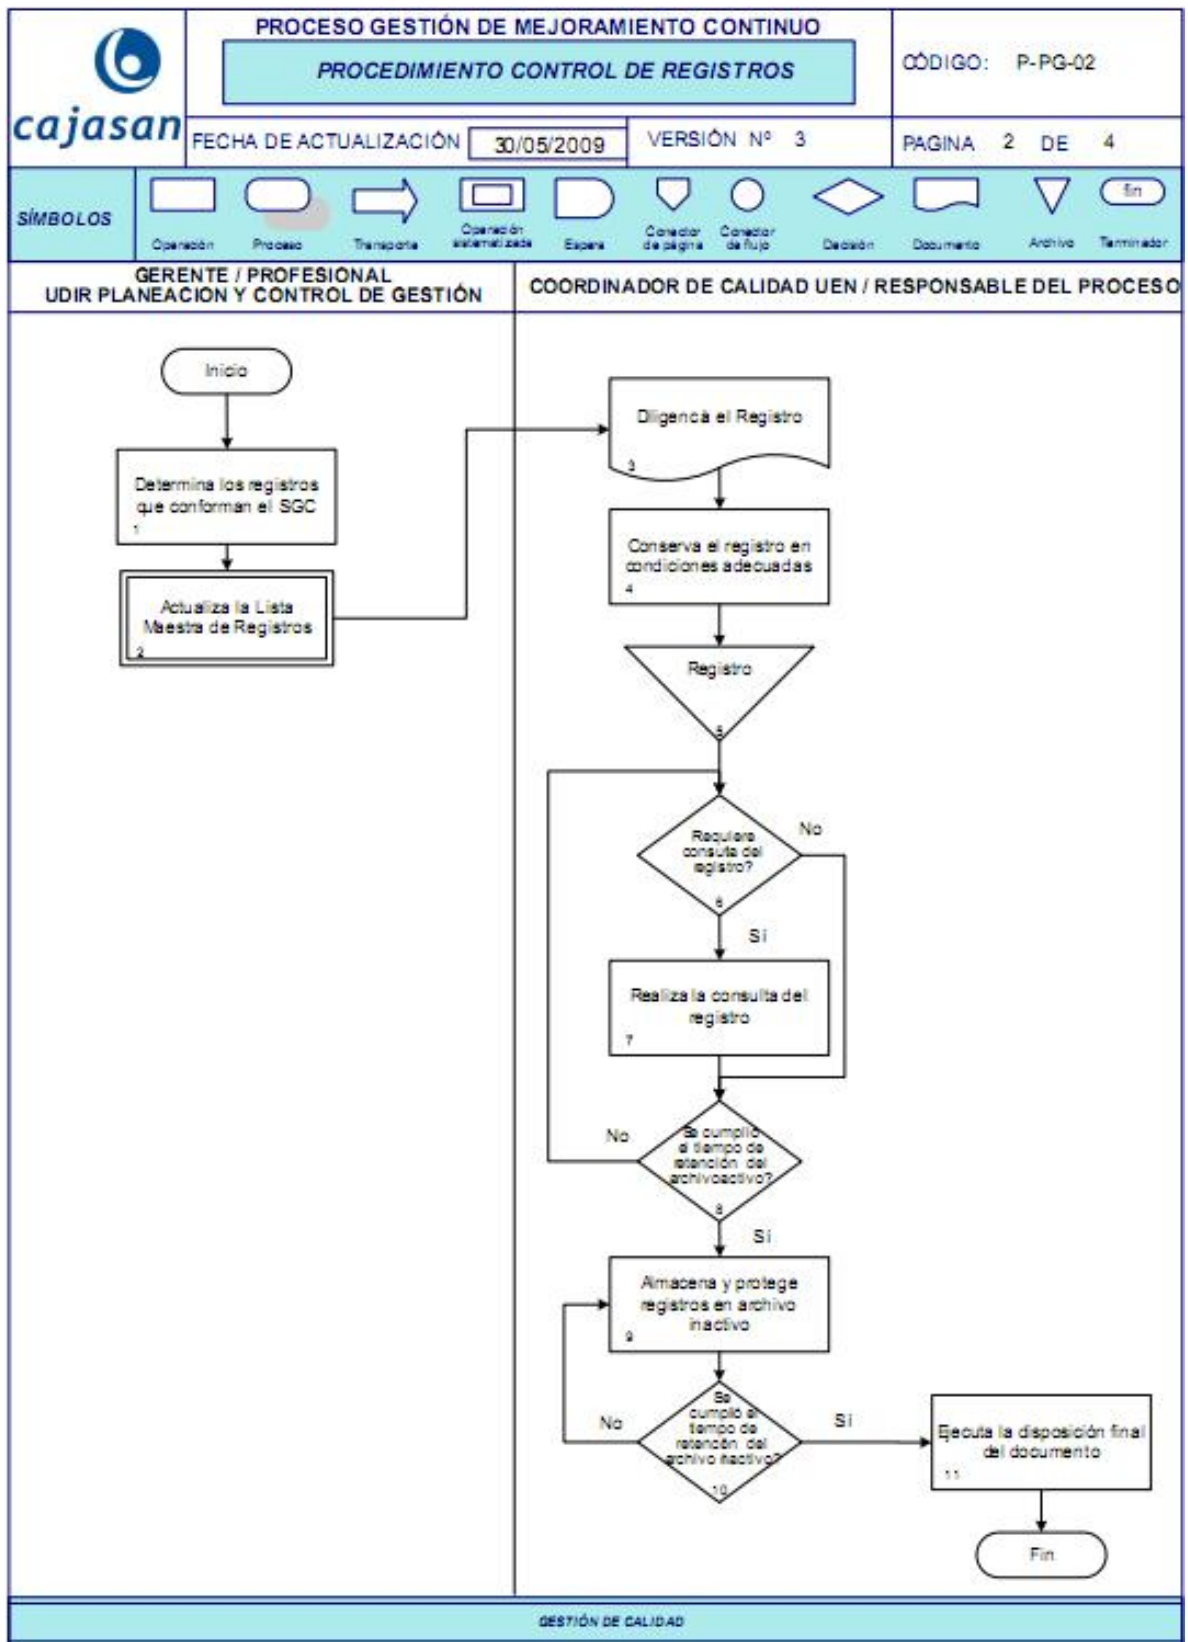 PROCESO GESTIÓN DE MEJORAMIENTO CONTINUO
PROCEDIMIENTO CONTROL DE REGISTROS
CÓDIGO: P-PG-02
cajasan
FECHA DE ACTUALIZACIÓN 30/05/2009
VERSIÓN Nº 3
PAGINA 2 DE 4
SÍMBOLOS
Operación
Proceso
Transporte
Operación
sistematizada
Espera
Conector
de página
Conector
de flujo
Decisión
Documento
Archivo
fin
Terminador
GERENTE / PROFESIONAL
UDIR PLANEACION Y CONTROL DE GESTIÓN
COORDINADOR DE CALIDAD UEN / RESPONSABLE DEL PROCESO
Inicio
Determina los registros
que conforman el SGC
1
Actualiza la Lista
Maestra de Registros
2
Diligencia el Registro
3
Conserva el registro en
condiciones adecuadas
4
Registro
5
Requiere
consulta del
registro?
6
No
Si
Realiza la consulta del
registro
7
Se cumplió
el tiempo de
retención del
archivoactivo?
8
No
Si
Almacena y protege
registros en archivo
inactivo
9
Se
cumplió el
tiempo de
retención del
archivo inactivo?
10
No
Si
Ejecuta la disposición final
del documento
11
Fin
GESTIÓN DE CALIDAD